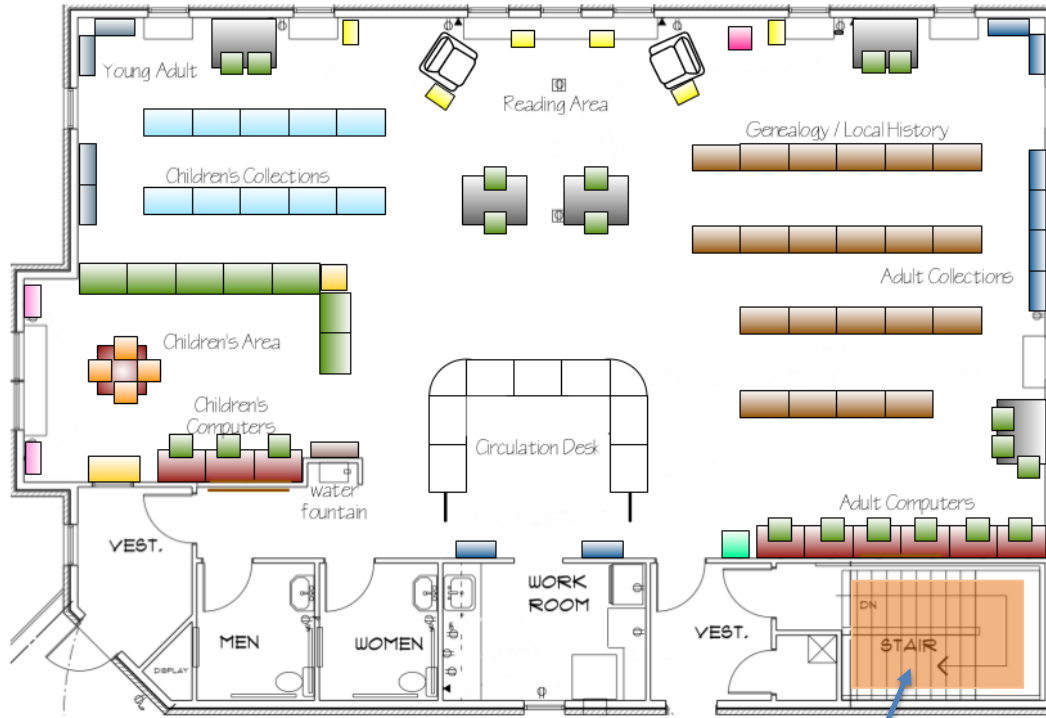 Young Adult
Reading Area
Genealogy / Local History
Children's Collections
Adult Collections
Children's Area
Children's
Computers
Circulation Desk
water
fountain
Adult Computers
VEST.
WORK
ROOM
DN
MEN
WOMEN
VEST.
STAIR
DISPLAY